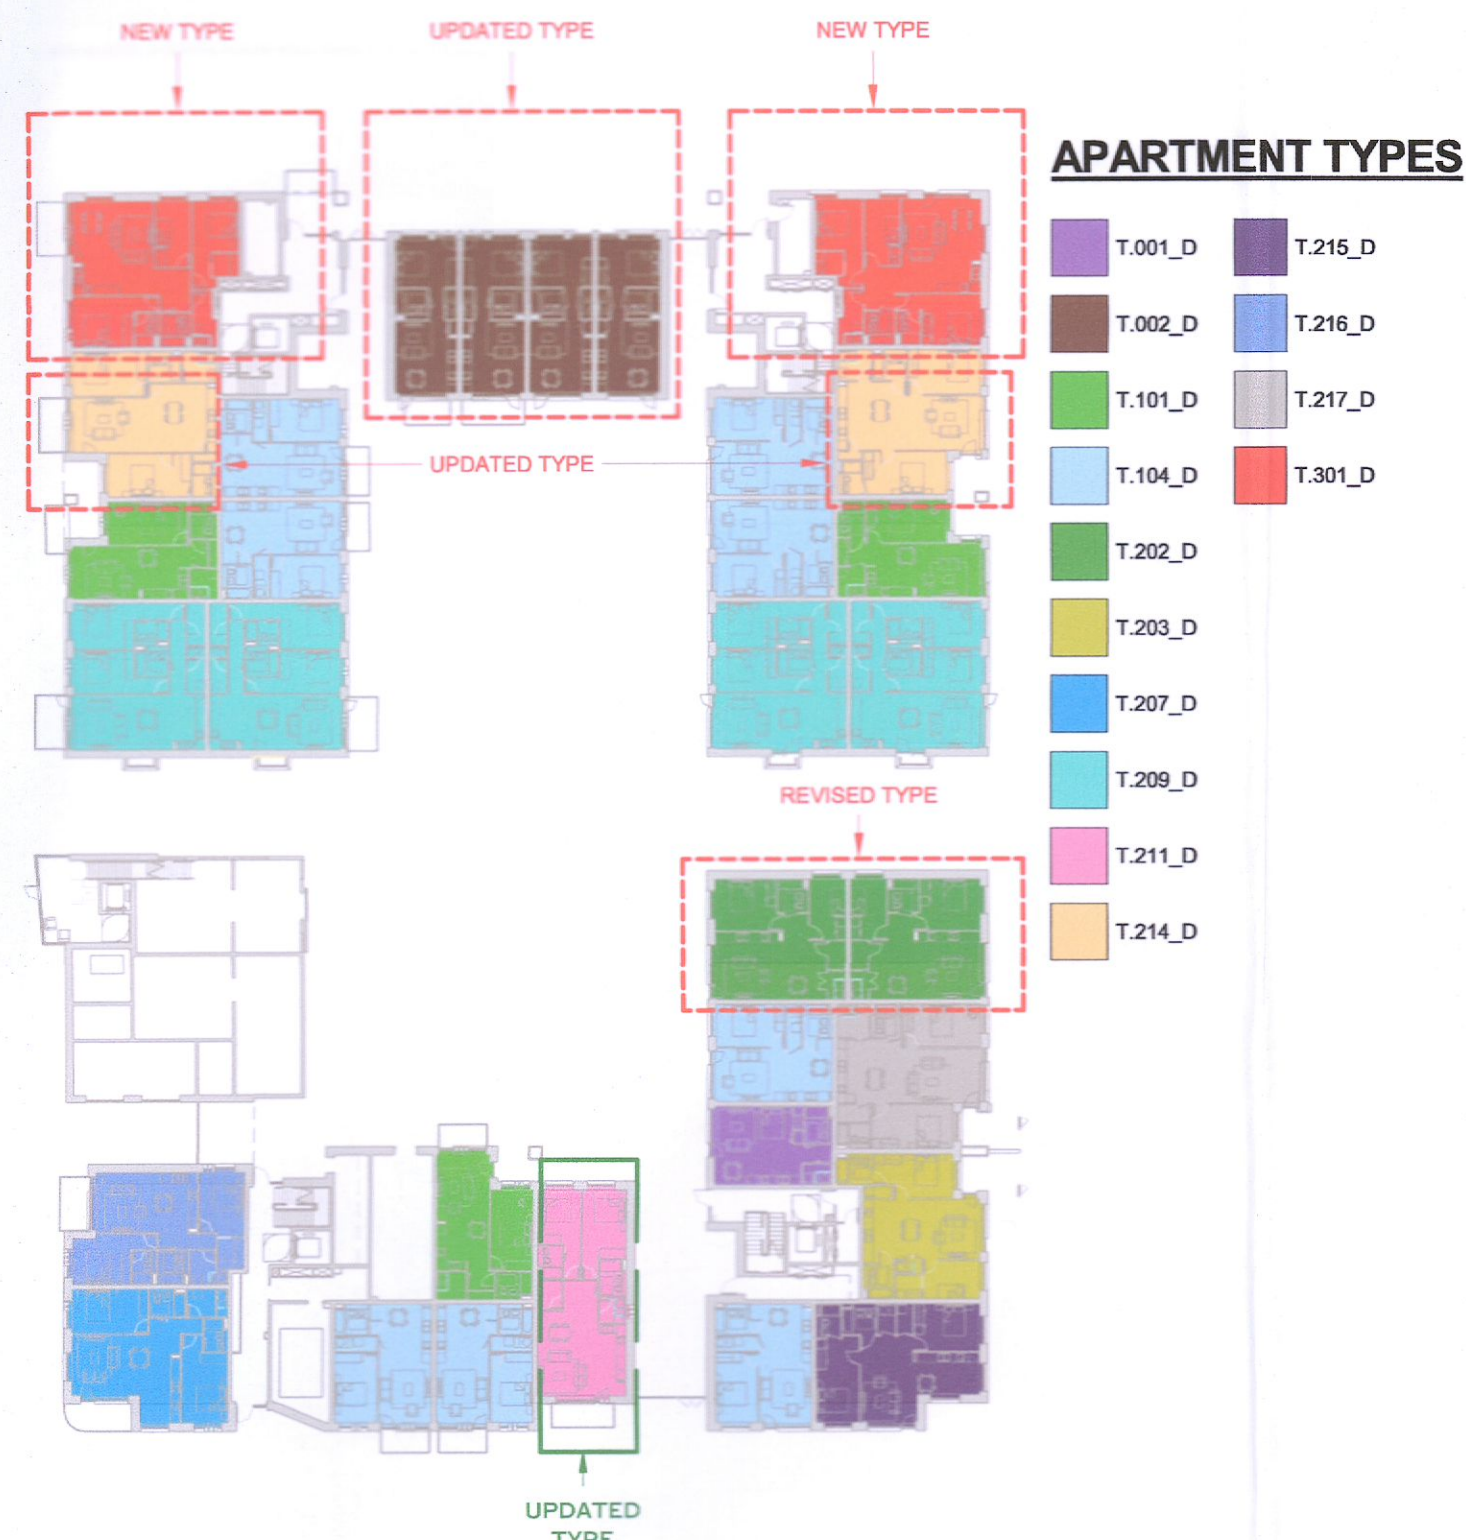 NEW TYPE
UPDATED TYPE
NEW TYPE
APARTMENT TYPES
T.001_D
T.215_D
T.002_D
T.216_D
T.101_D
T.217_D
T.104_D
T.301_D
T.202_D
T.203_D
T.207_D
T.209_D
T.211_D
T.214_D
UPDATED TYPE
REVISED TYPE
UPDATED
TYPE